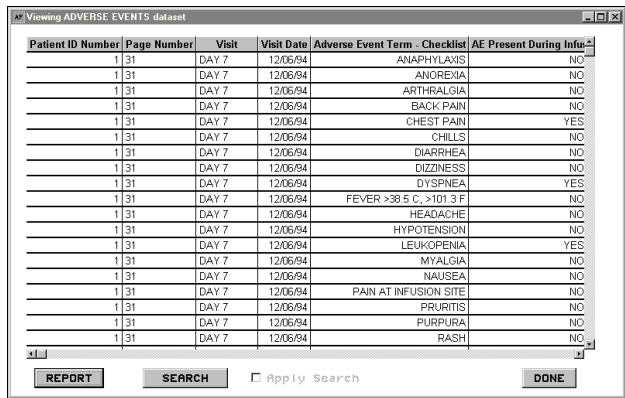 AF Viewing ADVERSE EVENTS dataset
Patient ID Number Page Number Visit Visit Date Adverse Event Term - Checklist AE Present During Infu
1 31 DAY 7 12/06/94 ANAPHYLAXIS NO
1 31 DAY 7 12/06/94 ANOREXIA NO
1 31 DAY 7 12/06/94 ARTHRALGIA NO
1 31 DAY 7 12/06/94 BACK PAIN NO
1 31 DAY 7 12/06/94 CHEST PAIN YES
1 31 DAY 7 12/06/94 CHILLS NO
1 31 DAY 7 12/06/94 DIARRHEA NO
1 31 DAY 7 12/06/94 DIZZINESS NO
1 31 DAY 7 12/06/94 DYSPNEA YES
1 31 DAY 7 12/06/94 FEVER >38.5 C, >101.3 F NO
1 31 DAY 7 12/06/94 HEADACHE NO
1 31 DAY 7 12/06/94 HYPOTENSION NO
1 31 DAY 7 12/06/94 LEUKOPENIA YES
1 31 DAY 7 12/06/94 MYALGIA NO
1 31 DAY 7 12/06/94 NAUSEA NO
1 31 DAY 7 12/06/94 PAIN AT INFUSION SITE NO
1 31 DAY 7 12/06/94 PRURITIS NO
1 31 DAY 7 12/06/94 PURPURA NO
1 31 DAY 7 12/06/94 RASH NO
REPORT SEARCH Apply Search DONE